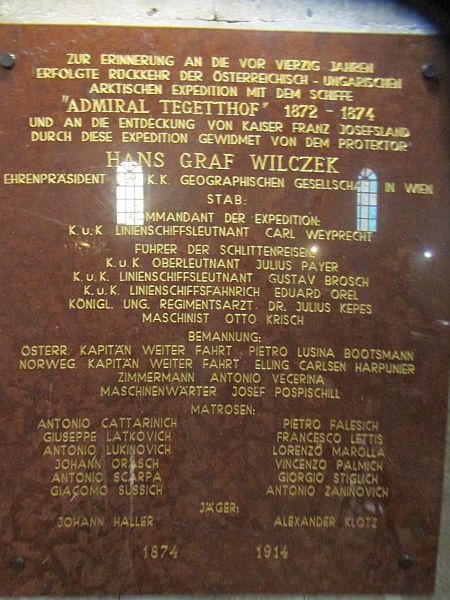 ZUR ERINNERUNG AN DIE VOR VIERZIG JAHREN
ERFOLGTE RÜCKKEHR DER ÖSTERREICHISCH - UNGARISCHEN
ARKTISCHEN EXPEDITION MIT DEM SCHIFFE
"ADMIRAL TEGETTHOF" 1872 - 1874
UND AN DIE ENTDECKUNG VON KAISER FRANZ JOSEFSLAND
DURCH DIESE EXPEDITION GEWIDMET VON DEM PROTEKTOR
HANS GRAF WILCZEK
EHRENPRÄSIDENT DER K.K. GEOGRAPHISCHEN GESELLSCHAFT IN WIEN
STAB:
KOMMANDANT DER EXPEDITION:
K.u.K. LINIENSCHIFFSLEUTNANT CARL WEYPRECHT
FÜHRER DER SCHLITTENREISEN:
K.u.K OBERLEUTNANT JULIUS PAYER
K.u.K. LINIENSCHIFFSLEUTNANT GUSTAV BROSCH
K.u.K. LINIENSCHIFFSFÄHNRICH EDUARD OREL
KÖNIGL. UNG. REGIMENTSARZT. DR. JULIUS KEPES
MASCHINIST OTTO KRISCH
BEMANNUNG:
ÖSTERR. KAPITÄN WEITER FAHRT PIETRO LUSINA BOOTSMANN
NORWEG. KAPITÄN WEITER FAHRT ELLING CARLSEN HARPUNIER
ZIMMERMANN ANTONIO VECERINA
MASCHINENWÄRTER JOSEF POSPISCHILL
MATROSEN:
ANTONIO CATTARINICH PIETRO FALESICH
GIUSEPPE LATKOVICH FRANCESCO LETTIS
ANTONIO LUKINOVICH LORENZO MAROLLA
JOHANN ORASCH VINCENZO PALMICH
ANTONIO SCARPA GIORGIO STIGLICH
GIACOMO SUSSICH ANTONIO ZANINOVICH
JÄGER:
JOHANN HALLER ALEXANDER KLOTZ
1874 1914